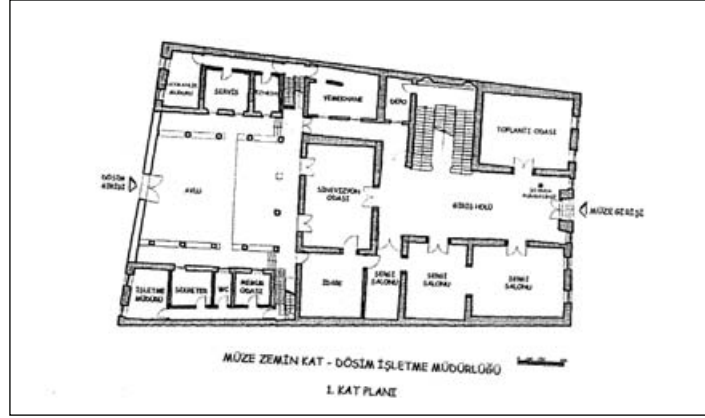 SERVİS
YEMEKHANE
DEPO
TOPLANTI ODASI
DÖSİM
GİRİŞİ
AVLU
SİNEVİZYON
ODASI
GİRİŞ HOLÜ
MÜZE GİRİŞİ
İŞLETME
MÜDÜRÜ
SEKRETER
WC
MEMUR
ODASI
İDARE
SERGİ
SALONU
SERGİ
SALONU
SERGİ
SALONU
MÜZE ZEMİN KAT - DÖSİM İŞLETME MÜDÜRLÜĞÜ
1. KAT PLANI